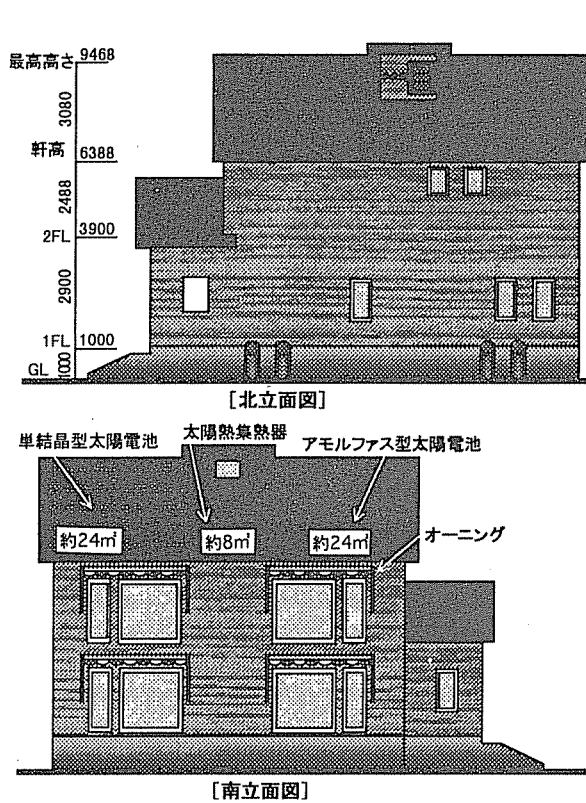 最高高さ 9468
3080
軒高 6388
2488
2FL 3900
2900
1FL 1000
GL 1000
[北立面図]
単結晶型太陽電池
太陽熱集熱器
アモルファス型太陽電池
約24㎡
約8㎡
約24㎡
オーニング
[南立面図]